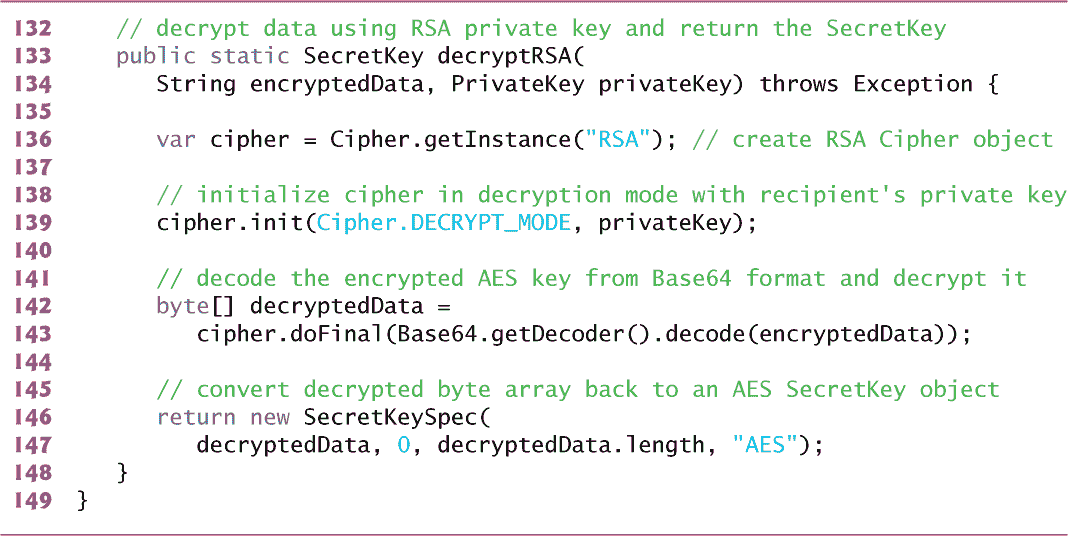 132 // decrypt data using RSA private key and return the SecretKey
133 public static SecretKey decryptRSA(
134 String encryptedData, PrivateKey privateKey) throws Exception {
135
136 var cipher = Cipher.getInstance("RSA"); // create RSA Cipher object
137
138 // initialize cipher in decryption mode with recipient's private key
139 cipher.init(Cipher.DECRYPT_MODE, privateKey);
140
141 // decode the encrypted AES key from Base64 format and decrypt it
142 byte[] decryptedData =
143 cipher.doFinal(Base64.getDecoder().decode(encryptedData));
144
145 // convert decrypted byte array back to an AES SecretKey object
146 return new SecretKeySpec(
147 decryptedData, 0, decryptedData.length, "AES");
148 }
149 }